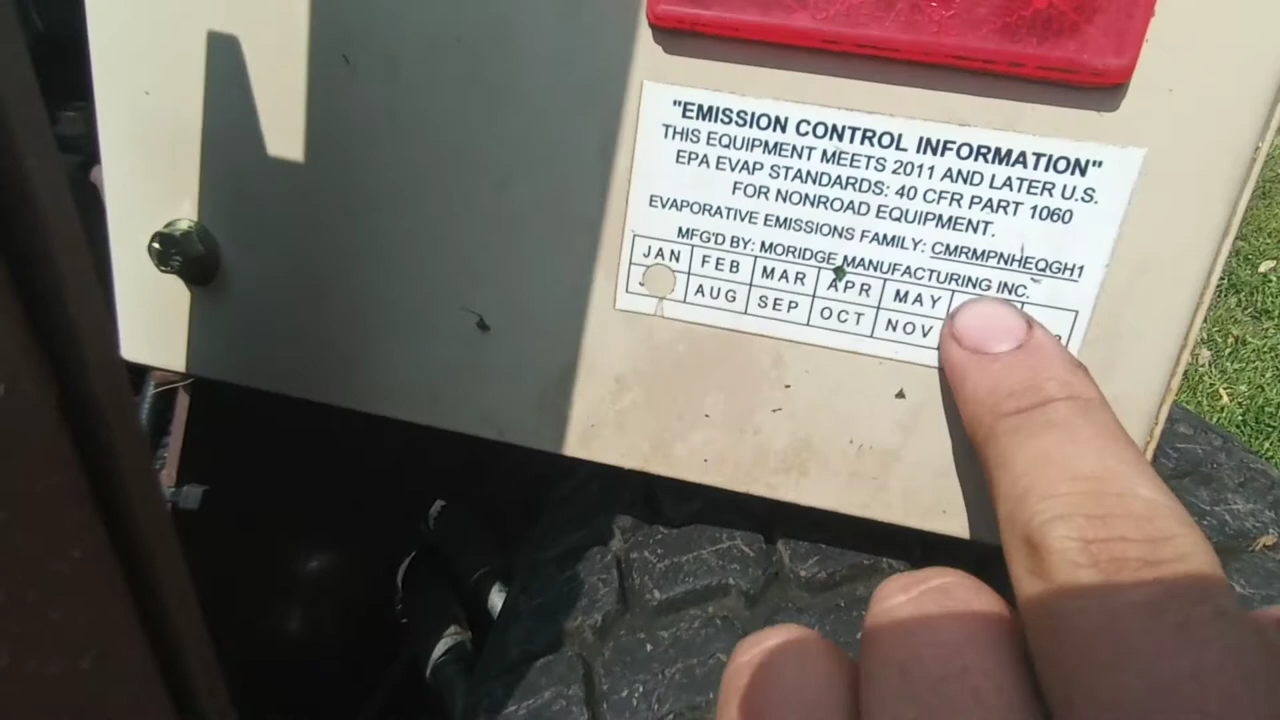 "EMISSION CONTROL INFORMATION"
THIS EQUIPMENT MEETS 2011 AND LATER U.S.
EPA EVAP STANDARDS: 40 CFR PART 1060
FOR NONROAD EQUIPMENT.
EVAPORATIVE EMISSIONS FAMILY: CMRMPNHEQGH1
MFG'D BY: MORIDGE MANUFACTURING INC.
JAN FEB MAR APR MAY
AUG SEP OCT NOV